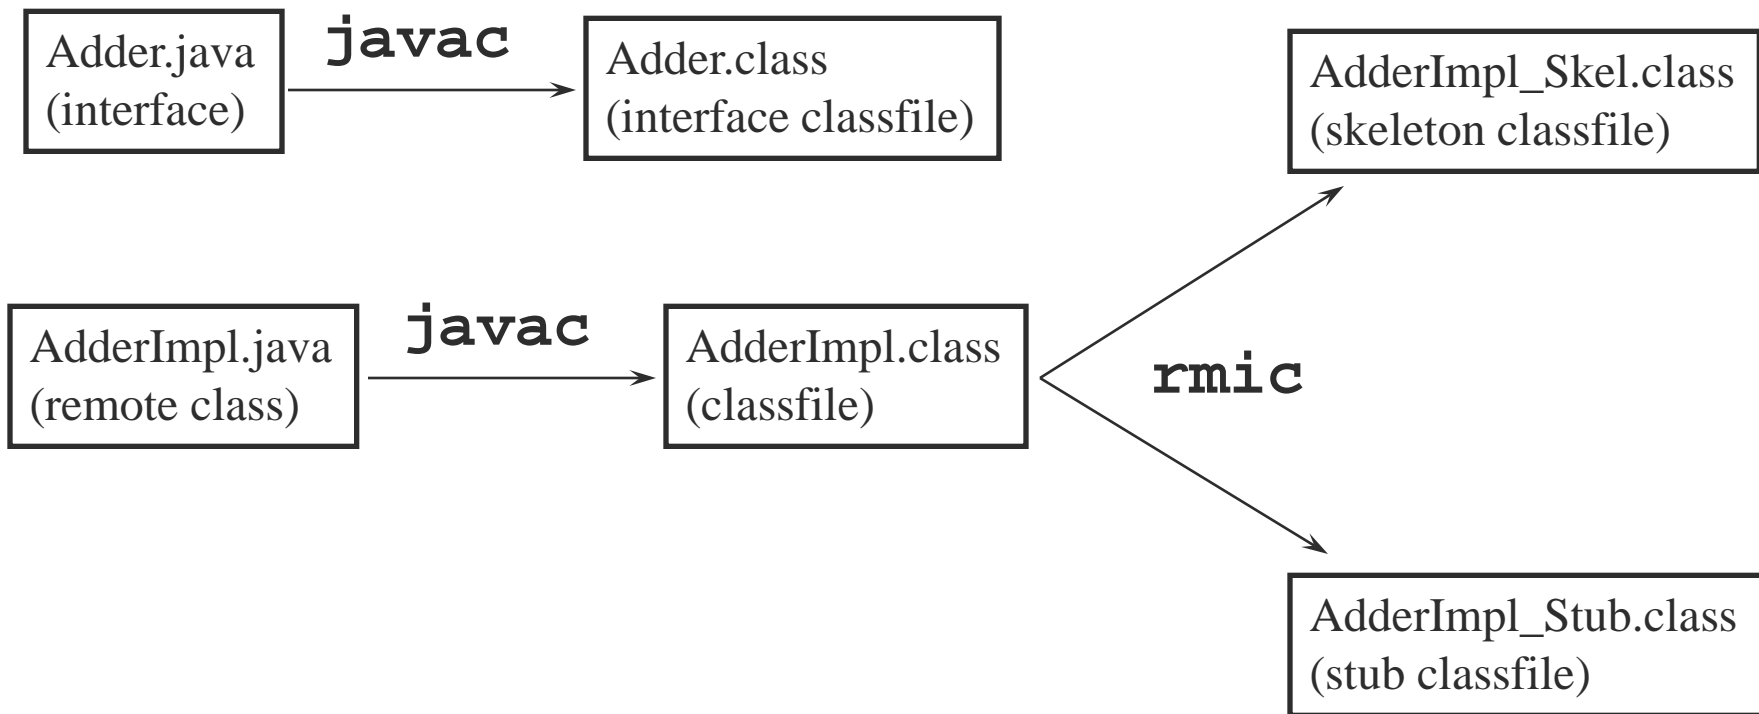 Adder.java
(interface)
javac
Adder.class
(interface classfile)
AdderImpl_Skel.class
(skeleton classfile)
AdderImpl.java
(remote class)
javac
AdderImpl.class
(classfile)
rmic
AdderImpl_Stub.class
(stub classfile)